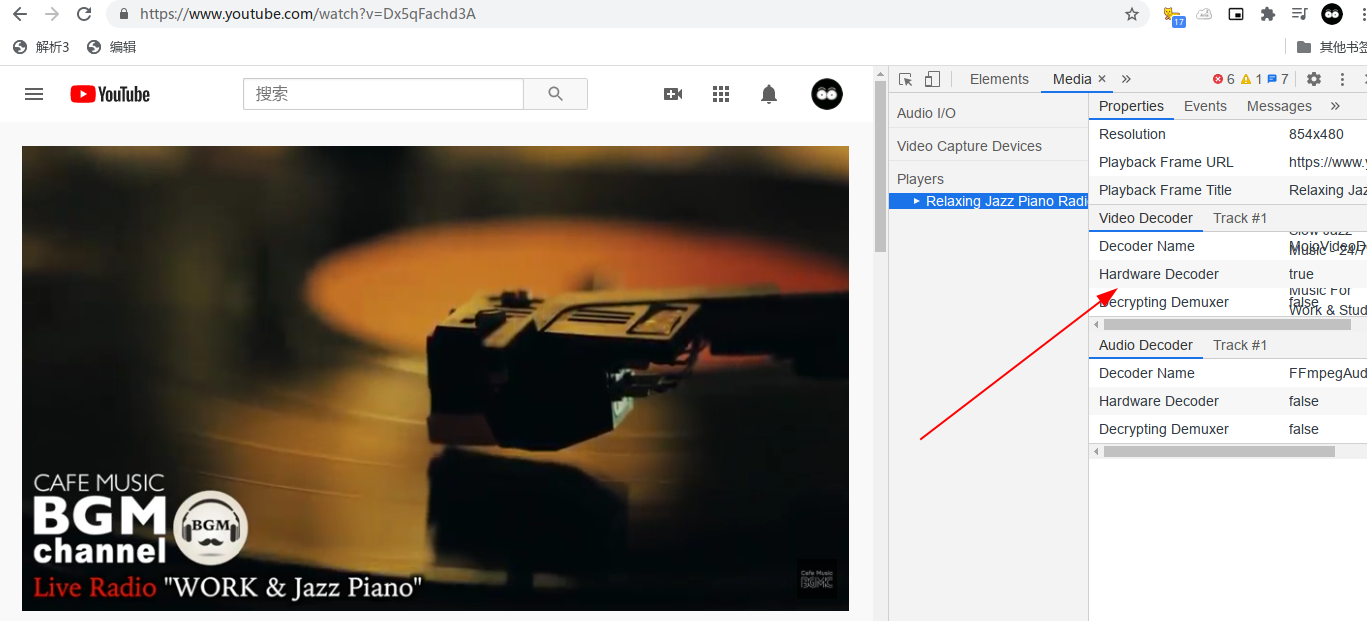 https://www.youtube.com/watch?v=Dx5qFachd3A
17
解析3
编辑
其他书签
YouTube
搜索
Elements
Media
6
1
7
Audio I/O
Video Capture Devices
Players
Relaxing Jazz Piano Radi
Properties
Events
Messages
Resolution
854x480
Playback Frame URL
https://www.y
Playback Frame Title
Relaxing Jaz
Video Decoder
Track #1
Slow Jazz
Decoder Name
MojoVideoD
Music - 24/7
Hardware Decoder
true
Music For
Decrypting Demuxer
false
Work & Stud
Audio Decoder
Track #1
Decoder Name
FFmpegAud
Hardware Decoder
false
Decrypting Demuxer
false
CAFE MUSIC
BGM
channel
BGM
Live Radio "WORK & Jazz Piano"
Cafe Music
BGMC